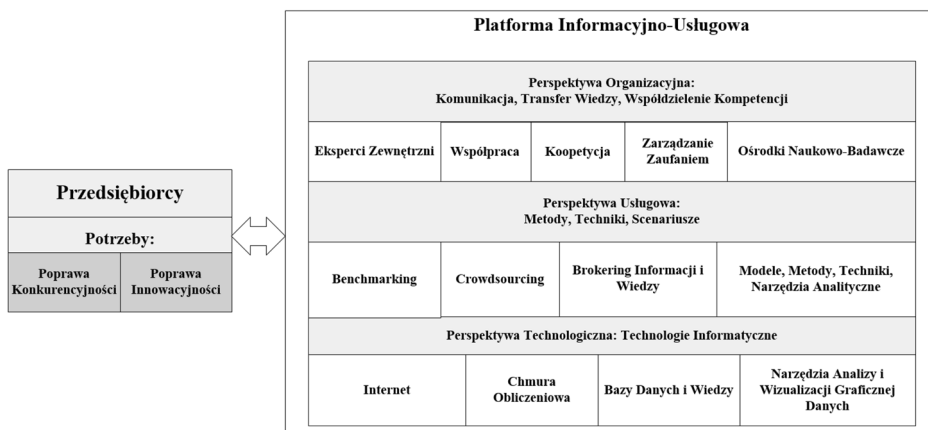 Platforma Informacyjno-Usługowa
Perspektywa Organizacyjna:
Komunikacja, Transfer Wiedzy, Współdzielenie Kompetencji
Eksperci Zewnętrzni
Współpraca
Koopetycja
Zarządzanie
Zaufaniem
Ośrodki Naukowo-Badawcze
Przedsiębiorcy
Potrzeby:
Poprawa
Konkurencyjności
Poprawa
Innowacyjności
Perspektywa Usługowa:
Metody, Techniki, Scenariusze
Benchmarking
Crowdsourcing
Brokering Informacji i
Wiedzy
Modele, Metody, Techniki,
Narzędzia Analityczne
Perspektywa Technologiczna: Technologie Informatyczne
Internet
Chmura
Obliczeniowa
Bazy Danych i Wiedzy
Narzędzia Analizy i
Wizualizacji Graficznej
Danych